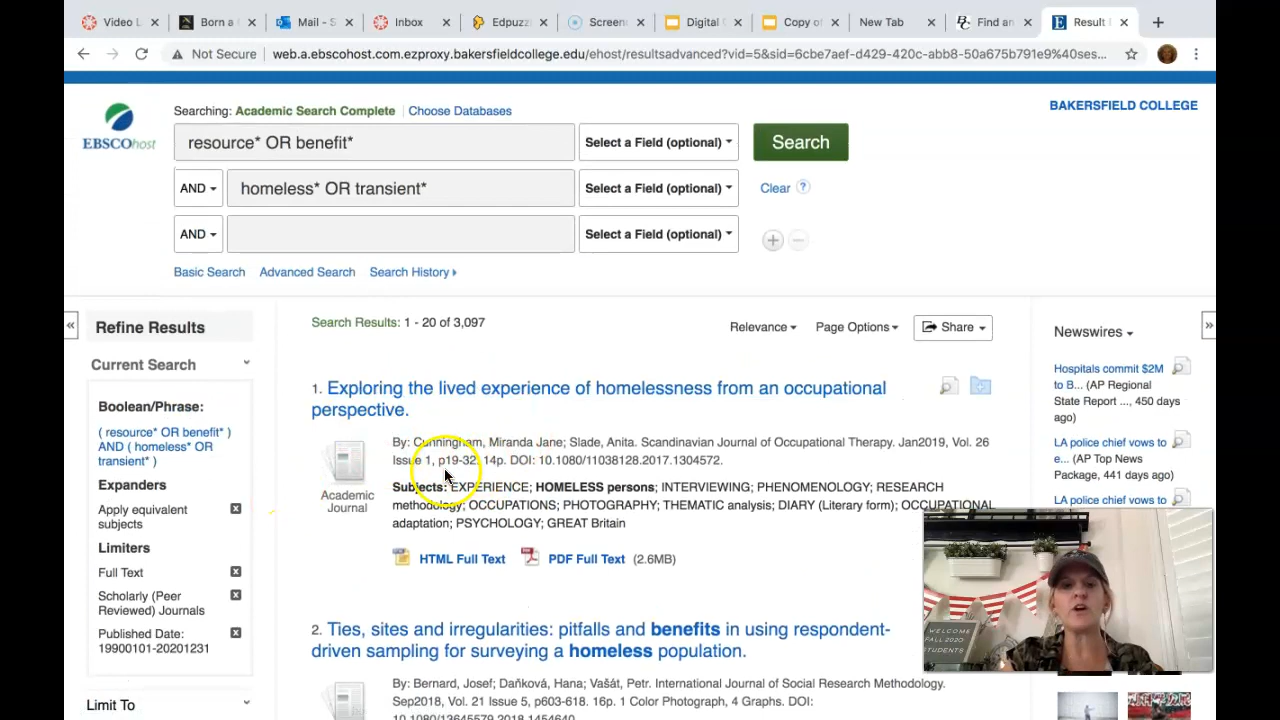 Video L
Born a
Mail - S
Inbox
Edpuzz
Screen
Digital
Copy of
New Tab
Find an
Result
Not Secure
web.a.ebscohost.com.ezproxy.bakersfieldcollege.edu/ehost/resultsadvanced?vid=5&sid=6cbe7aef-d429-420c-abb8-50a675b791e9%40ses...
Searching: Academic Search Complete Choose Databases
BAKERSFIELD COLLEGE
EBSCOhost
resource* OR benefit*
Select a Field (optional)
Search
AND
homeless* OR transient*
Select a Field (optional)
Clear ?
AND
Select a Field (optional)
Basic Search Advanced Search Search History
Refine Results
Current Search
Boolean/Phrase:
( resource* OR benefit* )
AND ( homeless* OR
transient* )
Expanders
Apply equivalent
subjects
Limiters
Full Text
Scholarly (Peer
Reviewed) Journals
Published Date:
19900101-20201231
Limit To
Search Results: 1 - 20 of 3,097
Relevance
Page Options
Share
1. Exploring the lived experience of homelessness from an occupational
perspective.
By: Cunningham, Miranda Jane; Slade, Anita. Scandinavian Journal of Occupational Therapy. Jan2019, Vol. 26
Issue 1, p19-32. 14p. DOI: 10.1080/11038128.2017.1304572.
Academic
Journal
Subjects: EXPERIENCE; HOMELESS persons; INTERVIEWING; PHENOMENOLOGY; RESEARCH
methodology; OCCUPATIONS; PHOTOGRAPHY; THEMATIC analysis; DIARY (Literary form); OCCUPATIONAL
adaptation; PSYCHOLOGY; GREAT Britain
HTML Full Text PDF Full Text (2.6MB)
2. Ties, sites and irregularities: pitfalls and benefits in using respondent-
driven sampling for surveying a homeless population.
By: Bernard, Josef; Daňková, Hana; Vašát, Petr. International Journal of Social Research Methodology.
Sep2018, Vol. 21 Issue 5, p603-618. 16p. 1 Color Photograph, 4 Graphs. DOI:
10.1080/13645579.2018.1454640.
Newswires
Hospitals commit $2M
to B... (AP Regional
State Report ..., 450 days
ago)
LA police chief vows to
e... (AP Top News
Package, 441 days ago)
LA police chief vows to
WELCOME
FALL 2020
STUDENTS